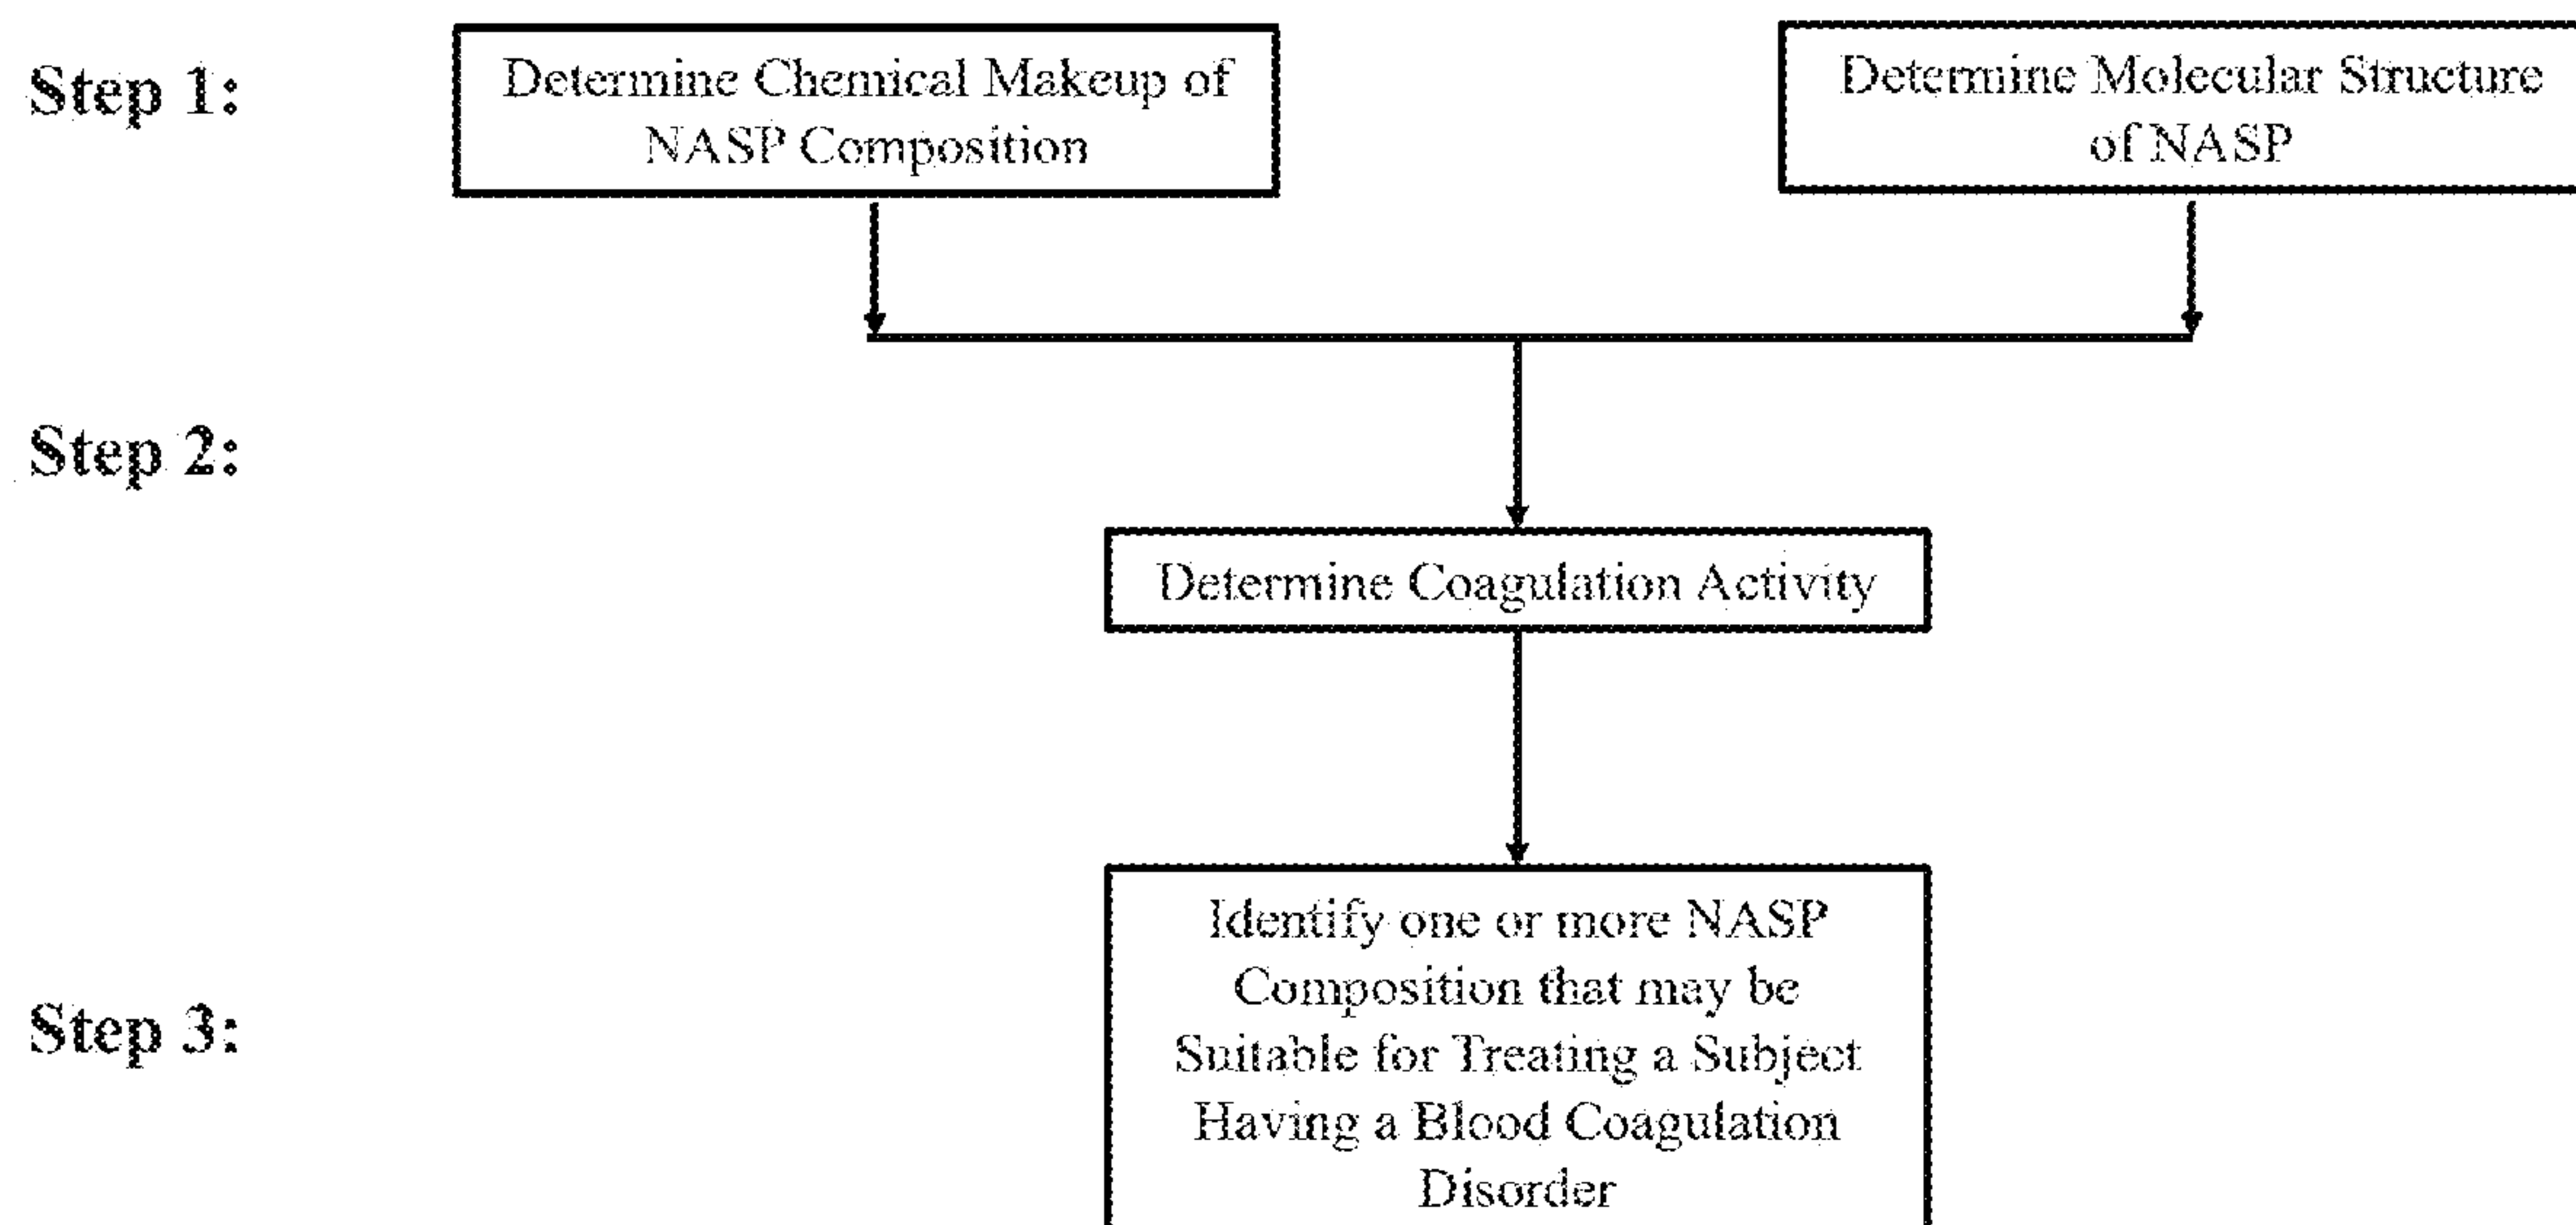 Step 1:
Determine Chemical Makeup of
NASP Composition
Determine Molecular Structure
of NASP
Step 2:
Determine Coagulation Activity
Step 3:
Identify one or more NASP
Composition that may be
Suitable for Treating a Subject
Having a Blood Coagulation
Disorder